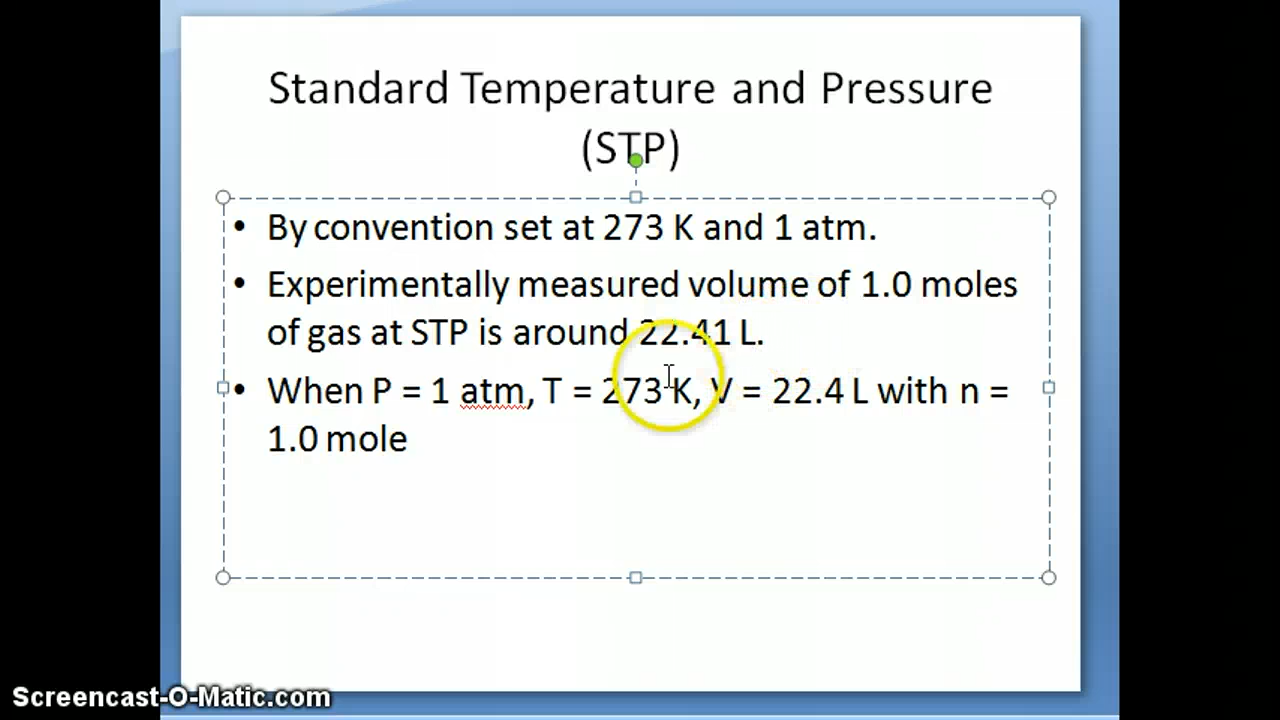 Standard Temperature and Pressure
(STP)
• By convention set at 273 K and 1 atm.
• Experimentally measured volume of 1.0 moles
of gas at STP is around 22.41 L.
• When P = 1 atm, T = 273 K, V = 22.4 L with n =
1.0 mole
Screencast-O-Matic.com